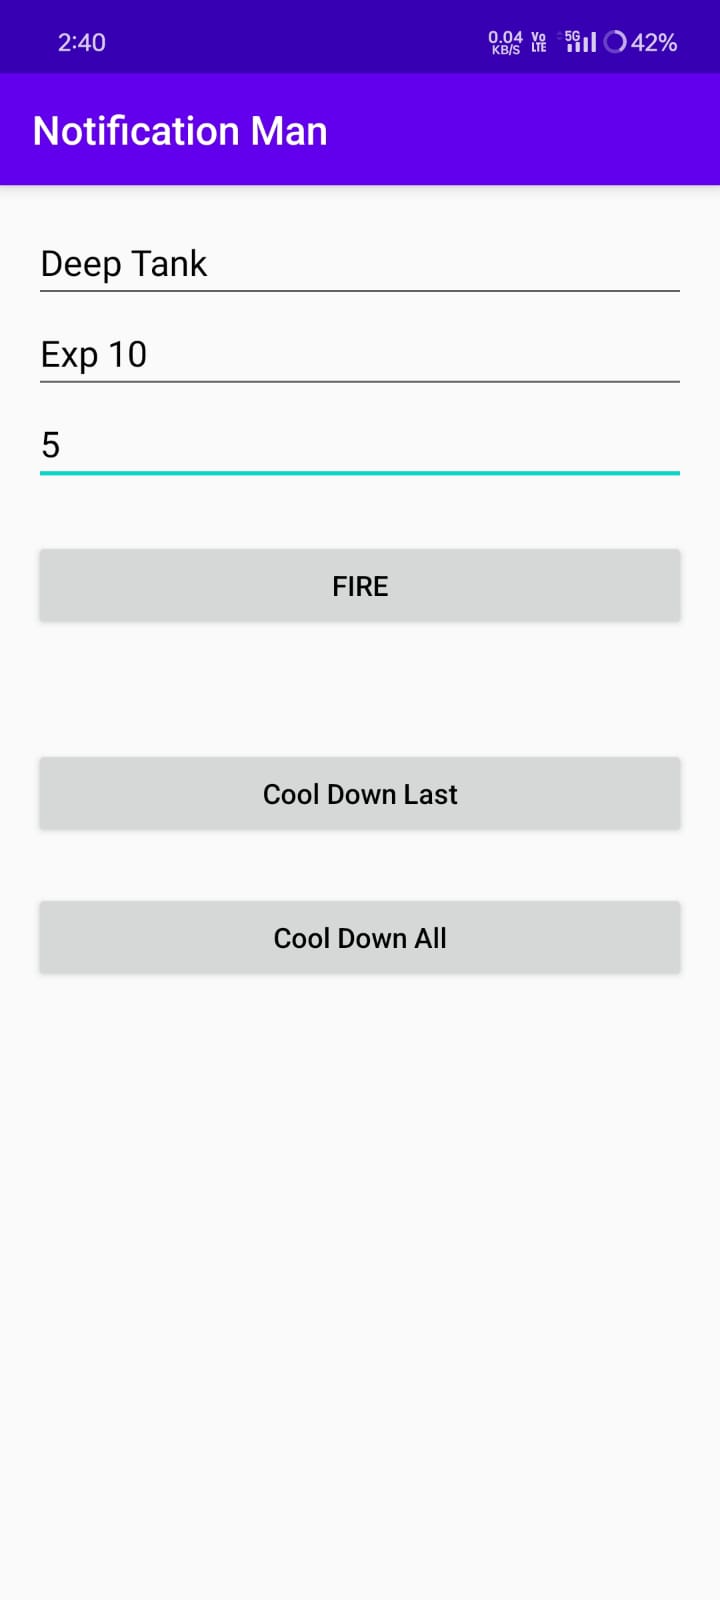 2:40 0.04 KB/S Vo LTE 5G 42%
Notification Man
Deep Tank
Exp 10
5
FIRE
Cool Down Last
Cool Down All